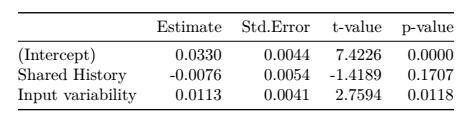 Estimate Std.Error t-value p-value
(Intercept) 0.0330 0.0044 7.4226 0.0000
Shared History -0.0076 0.0054 -1.4189 0.1707
Input variability 0.0113 0.0041 2.7594 0.0118